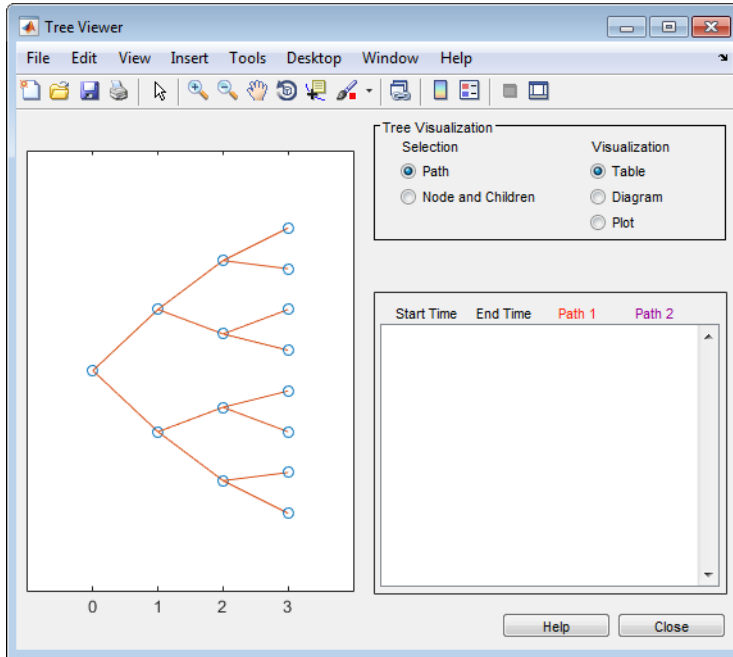 Tree Viewer
File Edit View Insert Tools Desktop Window Help
Tree Visualization
Selection Visualization
Path Table
Node and Children Diagram
Plot
Start Time End Time Path 1 Path 2
0 1 2 3
Help Close